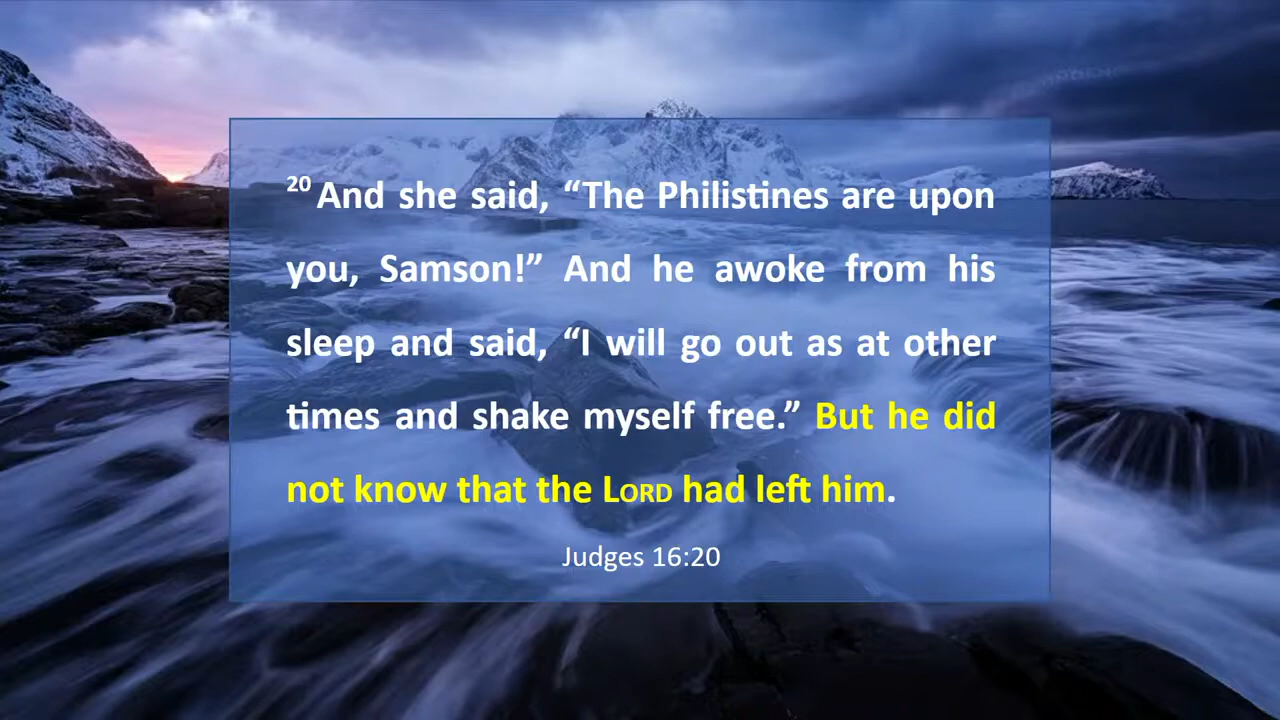 20 And she said, “The Philistines are upon
you, Samson!” And he awoke from his
sleep and said, “I will go out as at other
times and shake myself free.” But he did
not know that the LORD had left him.
Judges 16:20